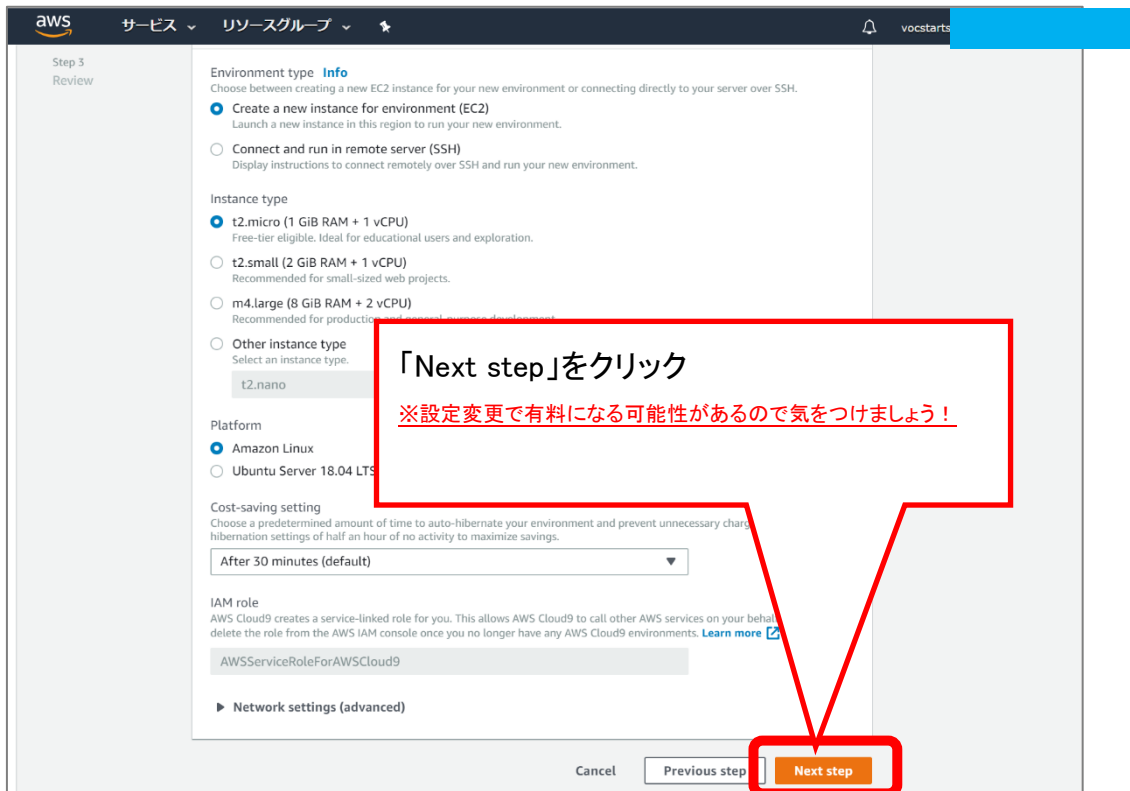 aws サービス リソースグループ vocstarts
Step 3
Review
Environment type Info
Choose between creating a new EC2 instance for your new environment or connecting directly to your server over SSH.
Create a new instance for environment (EC2)
Launch a new instance in this region to run your new environment.
Connect and run in remote server (SSH)
Display instructions to connect remotely over SSH and run your new environment.
Instance type
t2.micro (1 GiB RAM + 1 vCPU)
Free-tier eligible. Ideal for educational users and exploration.
t2.small (2 GiB RAM + 1 vCPU)
Recommended for small-sized web projects.
m4.large (8 GiB RAM + 2 vCPU)
Recommended for production and general-purpose development.
Other instance type
Select an instance type.
t2.nano
「Next step」をクリック
※設定変更で有料になる可能性があるので気をつけましょう！
Platform
Amazon Linux
Ubuntu Server 18.04 LTS
Cost-saving setting
Choose a predetermined amount of time to auto-hibernate your environment and prevent unnecessary
hibernation settings of half an hour of no activity to maximize savings.
After 30 minutes (default)
IAM role
AWS Cloud9 creates a service-linked role for you. This allows AWS Cloud9 to call other AWS services on your
delete the role from the AWS IAM console once you no longer have any AWS Cloud9 environments. Learn more
AWSServiceRoleForAWSCloud9
Network settings (advanced)
Cancel Previous step Next step